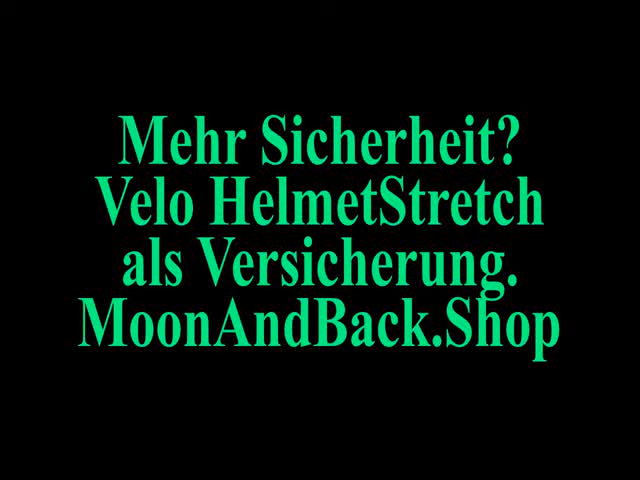 Mehr Sicherheit?
Velo HelmetStretch
als Versicherung.
MoonAndBack.Shop